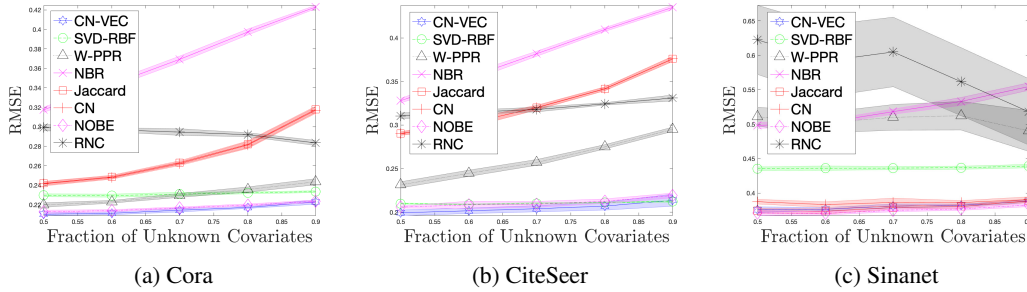 0.42
0.4
0.38
0.36
0.34
0.32
0.3
0.28
0.26
0.24
0.22
RMSE
CN-VEC
SVD-RBF
W-PPR
NBR
Jaccard
CN
NOBE
RNC
0.5 0.55 0.6 0.65 0.7 0.75 0.8 0.85 0.9
Fraction of Unknown Covariates
(a) Cora
0.4
0.35
0.3
0.25
0.2
RMSE
CN-VEC
SVD-RBF
W-PPR
NBR
Jaccard
CN
NOBE
RNC
0.5 0.55 0.6 0.65 0.7 0.75 0.8 0.85 0.9
Fraction of Unknown Covariates
(b) CiteSeer
0.65
0.6
0.55
0.5
0.45
0.4
RMSE
CN-VEC
SVD-RBF
W-PPR
NBR
Jaccard
CN
NOBE
RNC
0.5 0.55 0.6 0.65 0.7 0.75 0.8 0.85 0.9
Fraction of Unknown Covariates
(c) Sinanet